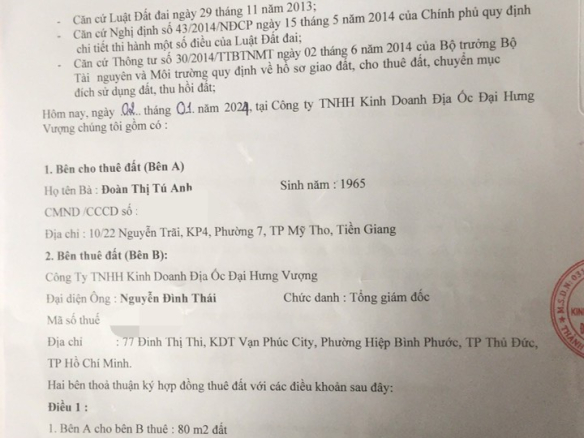 - Căn cứ Luật Đất đai ngày 29 tháng 11 năm 2013;
- Căn cứ Nghị định số 43/2014/NĐCP ngày 15 tháng 5 năm 2014 của Chính phủ quy định
chi tiết thi hành một số điều của Luật Đất đai;
- Căn cứ Thông tư số 30/2014/TTBTNMT ngày 02 tháng 6 năm 2014 của Bộ trưởng Bộ
Tài nguyên và Môi trường quy định về hồ sơ giao đất, cho thuê đất, chuyển mục
đích sử dụng đất, thu hồi đất;
Hôm nay, ngày 02. tháng 01. năm 2024, tại Công ty TNHH Kinh Doanh Địa Ốc Đại Hưng
Vượng chúng tôi gồm có :
1. Bên cho thuê đất (Bên A)
Họ tên Bà : Đoàn Thị Tú Anh Sinh năm : 1965
CMND /CCCD số :
Địa chỉ : 10/22 Nguyễn Trãi, KP4, Phường 7, TP Mỹ Tho, Tiền Giang
2. Bên thuê đất (Bên B):
Công Ty TNHH Kinh Doanh Địa Ốc Đại Hưng Vượng
Đại diện Ông : Nguyễn Đình Thái Chức danh : Tổng giám đốc
Mã số thuế
Địa chỉ : 77 Đinh Thị Thi, KDT Vạn Phúc City, Phường Hiệp Bình Phước, TP Thủ Đức,
TP Hồ Chí Minh.
Hai bên thoả thuận ký hợp đồng thuê đất với các điều khoản sau đây:
Điều 1 :
1. Bên A cho bên B thuê : 80 m2 đất